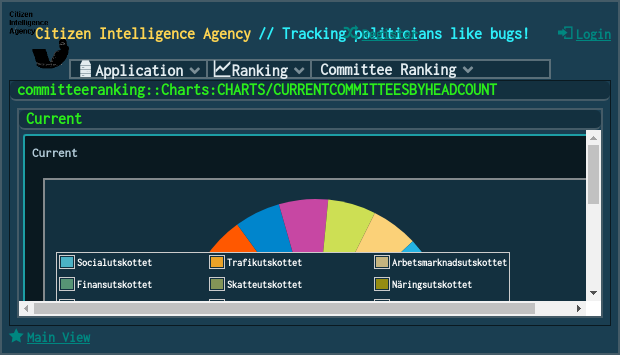 Citizen
Intelligence
Agency
Citizen Intelligence Agency // Tracking politicians like bugs!
Register
Login
Application
Ranking
Committee Ranking
committeeranking::Charts:CHARTS/CURRENTCOMMITTEESBYHEADCOUNT
Current
Current
Socialutskottet
Trafikutskottet
Arbetsmarknadsutskottet
Finansutskottet
Skatteutskottet
Näringsutskottet
Main View